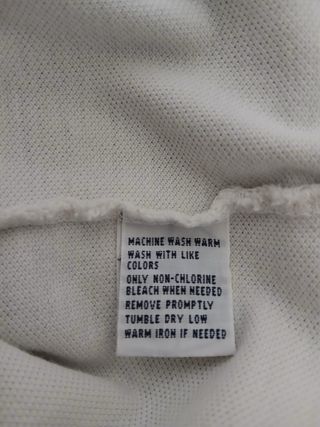 MACHINE WASH WARM
WASH WITH LIKE
COLORS
ONLY NON-CHLORINE
BLEACH WHEN NEEDED
REMOVE PROMPTLY
TUMBLE DRY LOW
WARM IRON IF NEEDED